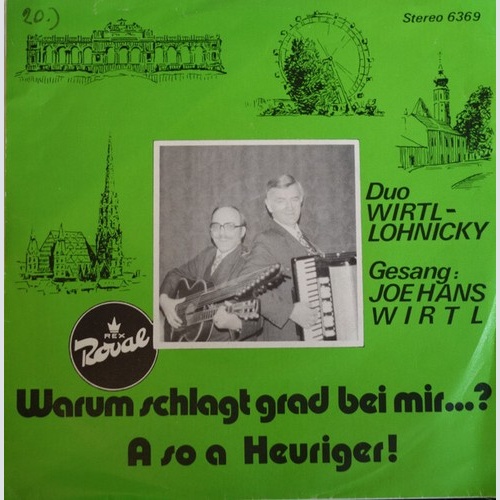 20.)
Stereo 6369
Duo
WIRTL-
LOHNICKY
Gesang:
JOE HANS
WIRTL
REX
Royal
Warum schlagt grad bei mir...?
A so a Heuriger!